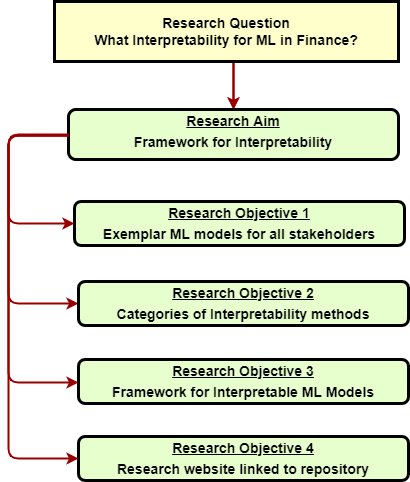 Research Question
What Interpretability for ML in Finance?
Research Aim
Framework for Interpretability
Research Objective 1
Exemplar ML models for all stakeholders
Research Objective 2
Categories of Interpretability methods
Research Objective 3
Framework for Interpretable ML Models
Research Objective 4
Research website linked to repository